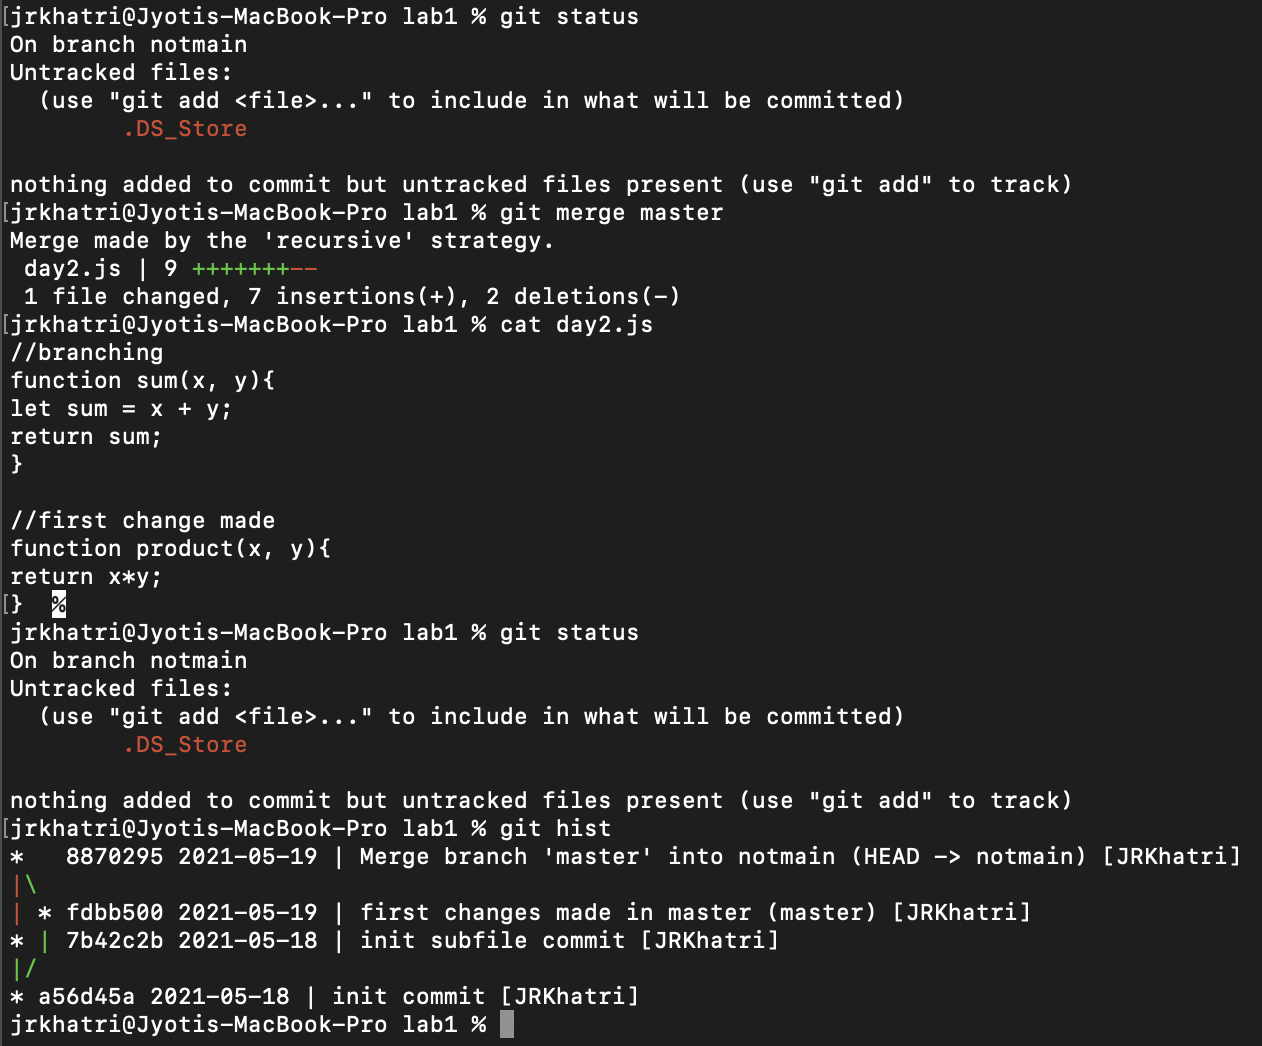 [jrkhatri@Jyotis-MacBook-Pro lab1 % git status
On branch notmain
Untracked files:
  (use "git add <file>..." to include in what will be committed)
        .DS_Store

nothing added to commit but untracked files present (use "git add" to track)
[jrkhatri@Jyotis-MacBook-Pro lab1 % git merge master
Merge made by the 'recursive' strategy.
 day2.js | 9 +++++++--
 1 file changed, 7 insertions(+), 2 deletions(-)
[jrkhatri@Jyotis-MacBook-Pro lab1 % cat day2.js
//branching
function sum(x, y){
let sum = x + y;
return sum;
}

//first change made
function product(x, y){
return x*y;
[}  %
jrkhatri@Jyotis-MacBook-Pro lab1 % git status
On branch notmain
Untracked files:
  (use "git add <file>..." to include in what will be committed)
        .DS_Store

nothing added to commit but untracked files present (use "git add" to track)
[jrkhatri@Jyotis-MacBook-Pro lab1 % git hist
*   8870295 2021-05-19 | Merge branch 'master' into notmain (HEAD -> notmain) [JRKhatri]
|\
| * fdbb500 2021-05-19 | first changes made in master (master) [JRKhatri]
* | 7b42c2b 2021-05-18 | init subfile commit [JRKhatri]
|/
* a56d45a 2021-05-18 | init commit [JRKhatri]
jrkhatri@Jyotis-MacBook-Pro lab1 %